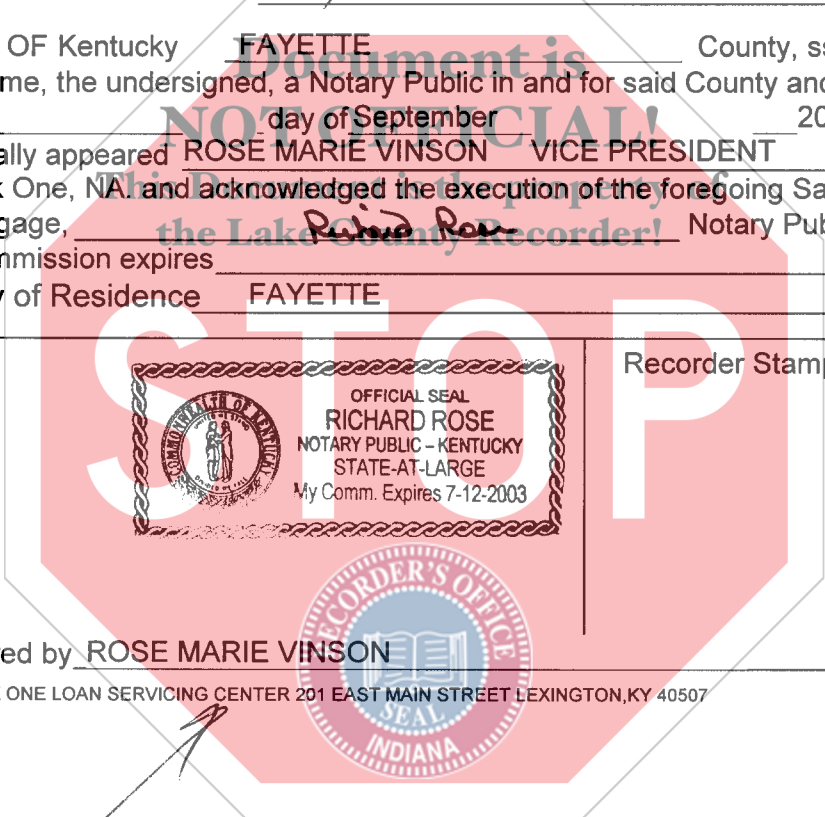 OF Kentucky FAYETTE County, ss
me, the undersigned, a Notary Public in and for said County and
day of September 20
ally appeared ROSE MARIE VINSON VICE PRESIDENT
k One, NA. and acknowledged the execution of the foregoing Sa
gage, Richard Rose Notary Pub
mmission expires
y of Residence FAYETTE
Document is
NOT OFFICIAL!
This Document is the property of
the Lake County Recorder!
STOP
Recorder Stamp
OFFICIAL SEAL
RICHARD ROSE
NOTARY PUBLIC – KENTUCKY
STATE-AT-LARGE
My Comm. Expires 7-12-2003
COMMONWEALTH OF KENTUCKY
RECORDER'S OFFICE
SEAL
INDIANA
ed by ROSE MARIE VINSON
ONE LOAN SERVICING CENTER 201 EAST MAIN STREET LEXINGTON,KY 40507